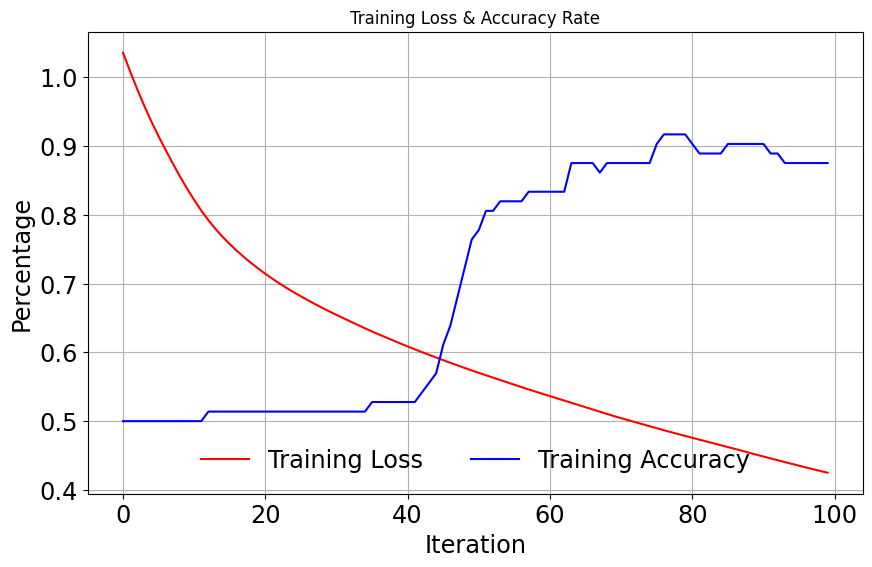 Training Loss & Accuracy Rate
Percentage
1.0
0.9
0.8
0.7
0.6
0.5
0.4
Training Loss Training Accuracy
0 20 40 60 80 100
Iteration